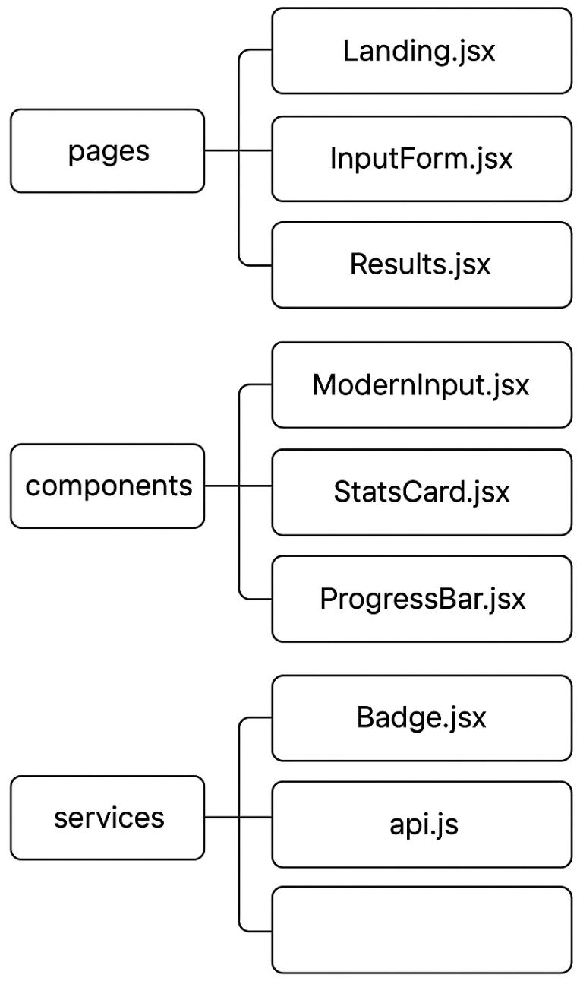 pages
Landing.jsx
InputForm.jsx
Results.jsx
components
ModernInput.jsx
StatsCard.jsx
ProgressBar.jsx
services
Badge.jsx
api.js